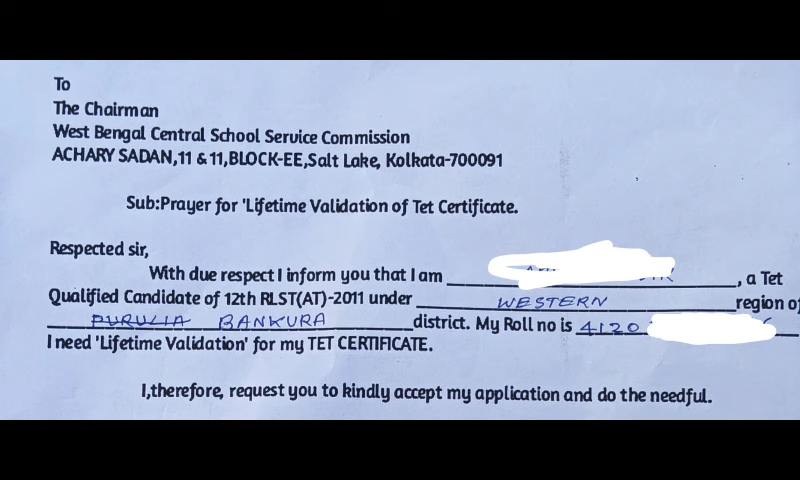 To
The Chairman
West Bengal Central School Service Commission
ACHARY SADAN,11 & 11,BLOCK-EE,Salt Lake, Kolkata-700091
Sub:Prayer for 'Lifetime Validation of Tet Certificate.
Respected sir,
With due respect I inform you that I am , a Tet
Qualified Candidate of 12th RLST(AT)-2011 under WESTERN region of
PURULIA BANKURA district. My Roll no is 4120
I need 'Lifetime Validation' for my TET CERTIFICATE.
I,therefore, request you to kindly accept my application and do the needful.